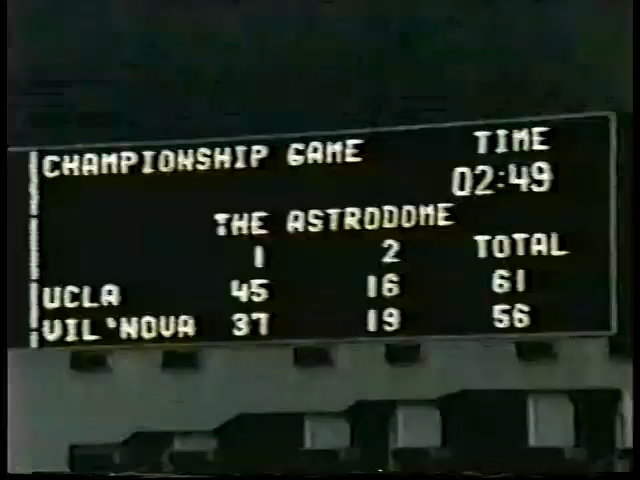 CHAMPIONSHIP GAME TIME
02:49
THE ASTRODOME
1 2 TOTAL
UCLA 45 16 61
VIL'NOVA 37 19 56